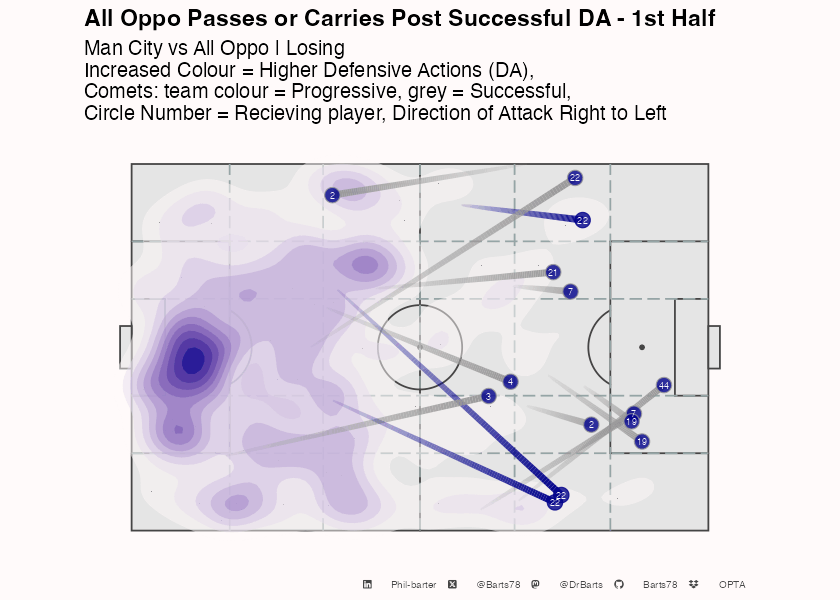 All Oppo Passes or Carries Post Successful DA - 1st Half
Man City vs All Oppo | Losing
Increased Colour = Higher Defensive Actions (DA),
Comets: team colour = Progressive, grey = Successful,
Circle Number = Recieving player, Direction of Attack Right to Left
22
2
22
21
7
4
44
3
7
19
2
19
22
22
Phil-barter @Barts78 @DrBarts Barts78 OPTA